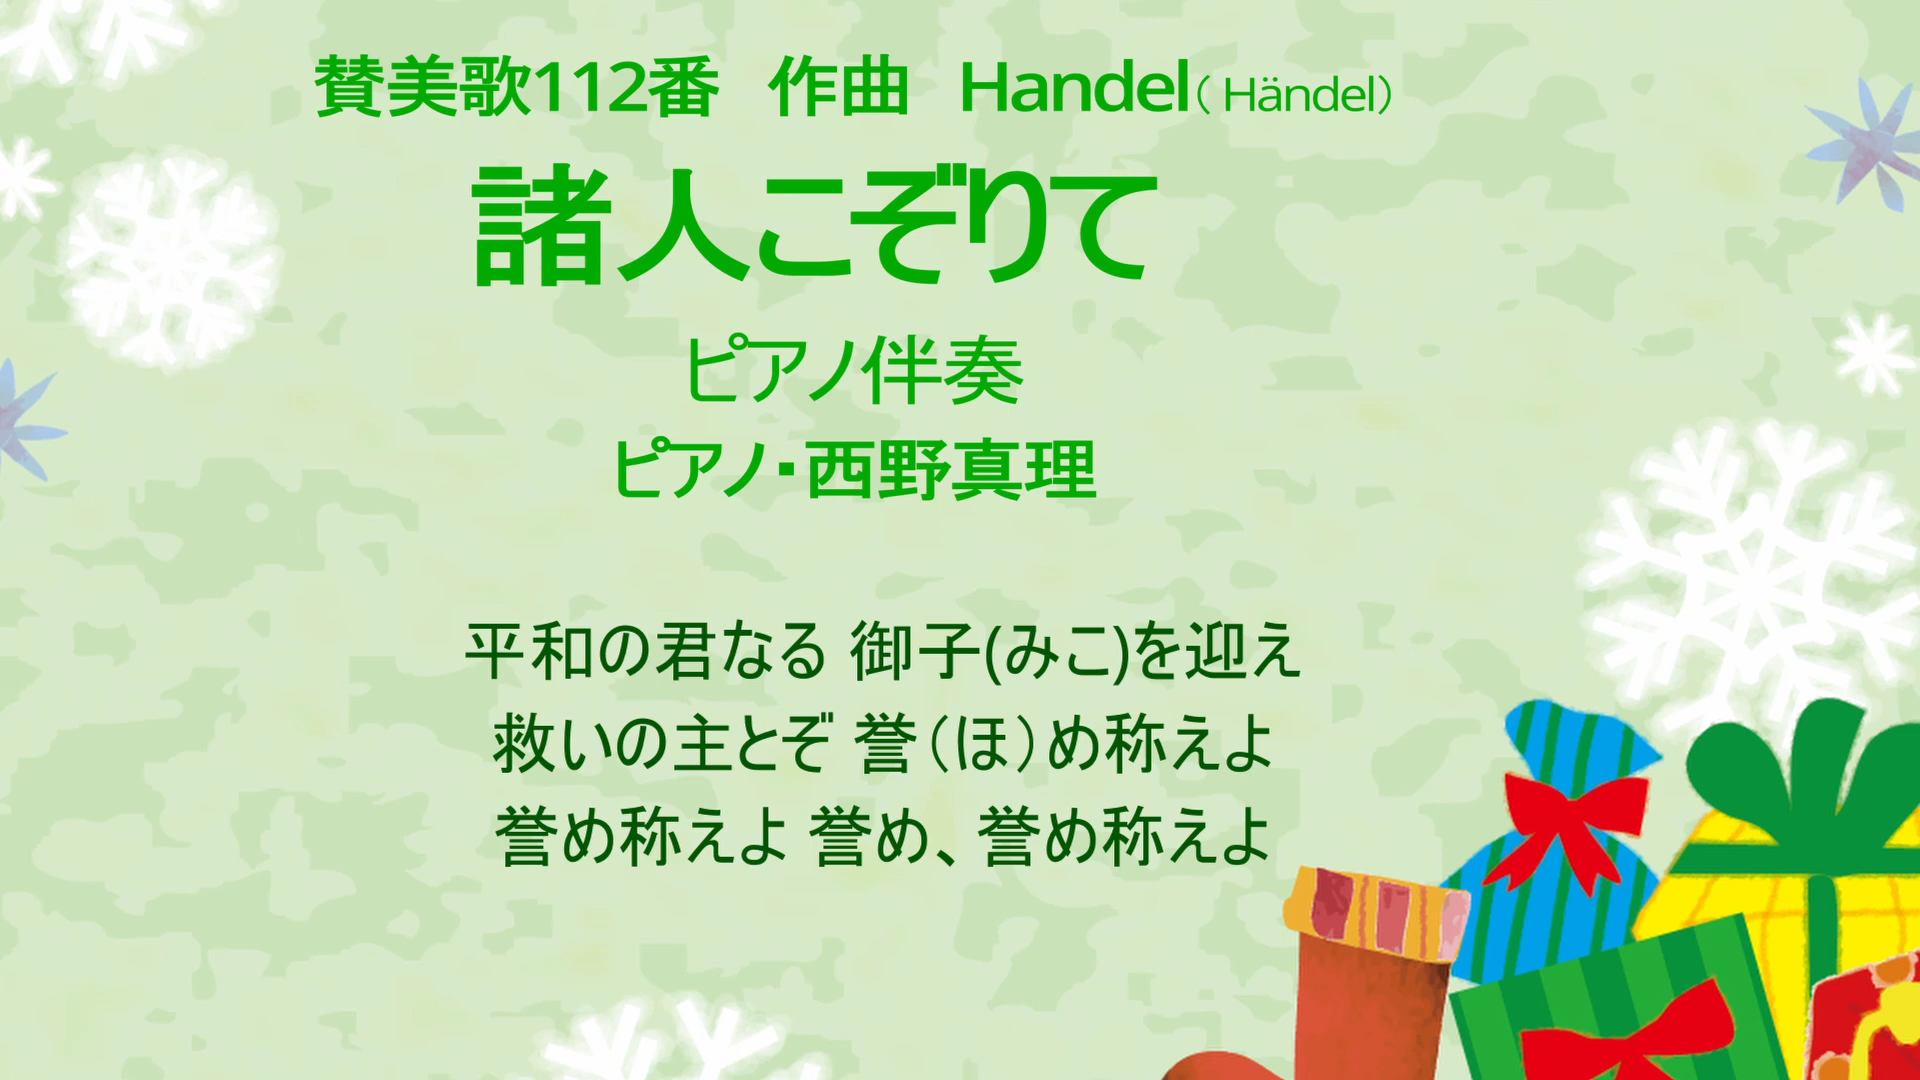 賛美歌112番　作曲　Handel（Händel）
諸人こぞりて
ピアノ伴奏
ピアノ・西野真理
平和の君なる 御子(みこ)を迎え
救いの主とぞ 誉（ほ）め称えよ
誉め称えよ 誉め、誉め称えよ